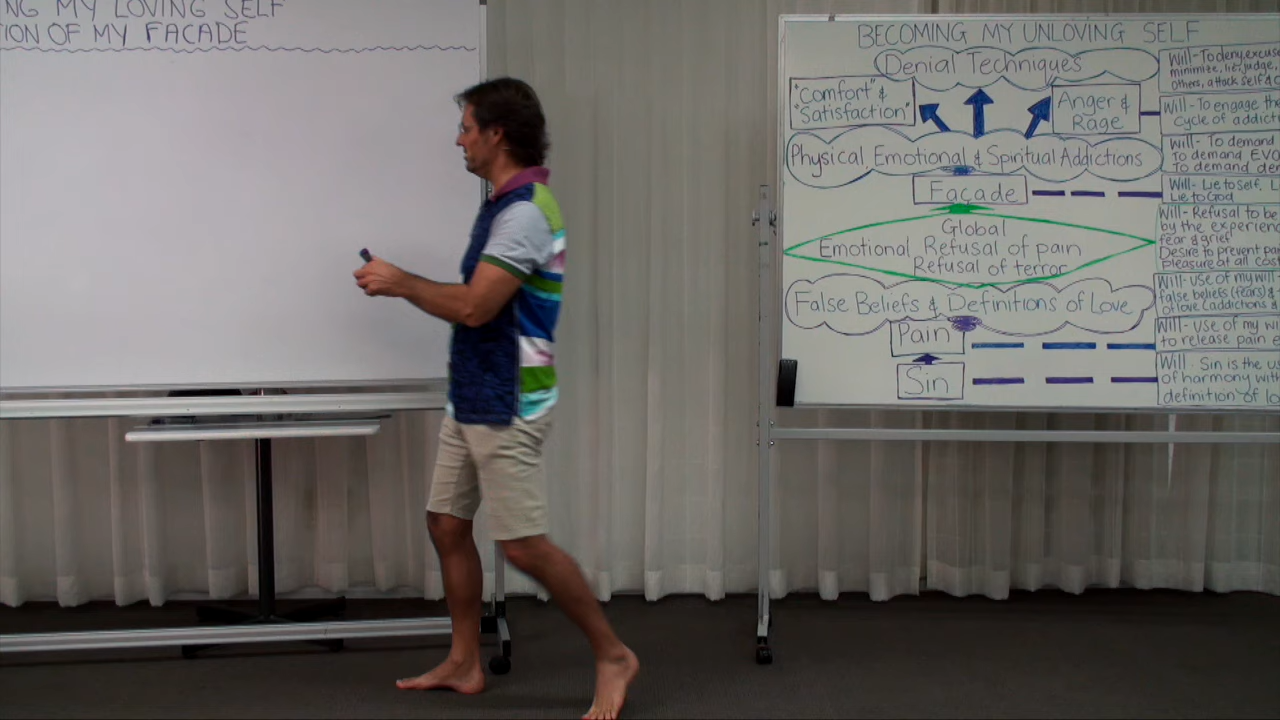 NG MY LOVING SELF
TION OF MY FACADE
BECOMING MY UNLOVING SELF
Denial Techniques
"Comfort" &
"Satisfaction"
Anger &
Rage
Physical, Emotional & Spiritual Addictions
Façade
Global
Emotional Refusal of pain
Refusal of terror
False Beliefs & Definitions of Love
Pain
Sin
Will - To deny, excuse
minimize, lie, judge,
others, attack self &
Will - To engage the
cycle of addict
Will - To demand
To demand EVO
To demand den
Will - Lie to self, L
Lie to God
Will - Refusal to be
by the experienc
fear & grief
Desire to prevent pa
pleasure at all cost
Will - use of my will
false beliefs (fears) &
of love (addictions &
Will - use of my wi
to release pain e
Will - Sin is the us
of harmony with
definition of lo